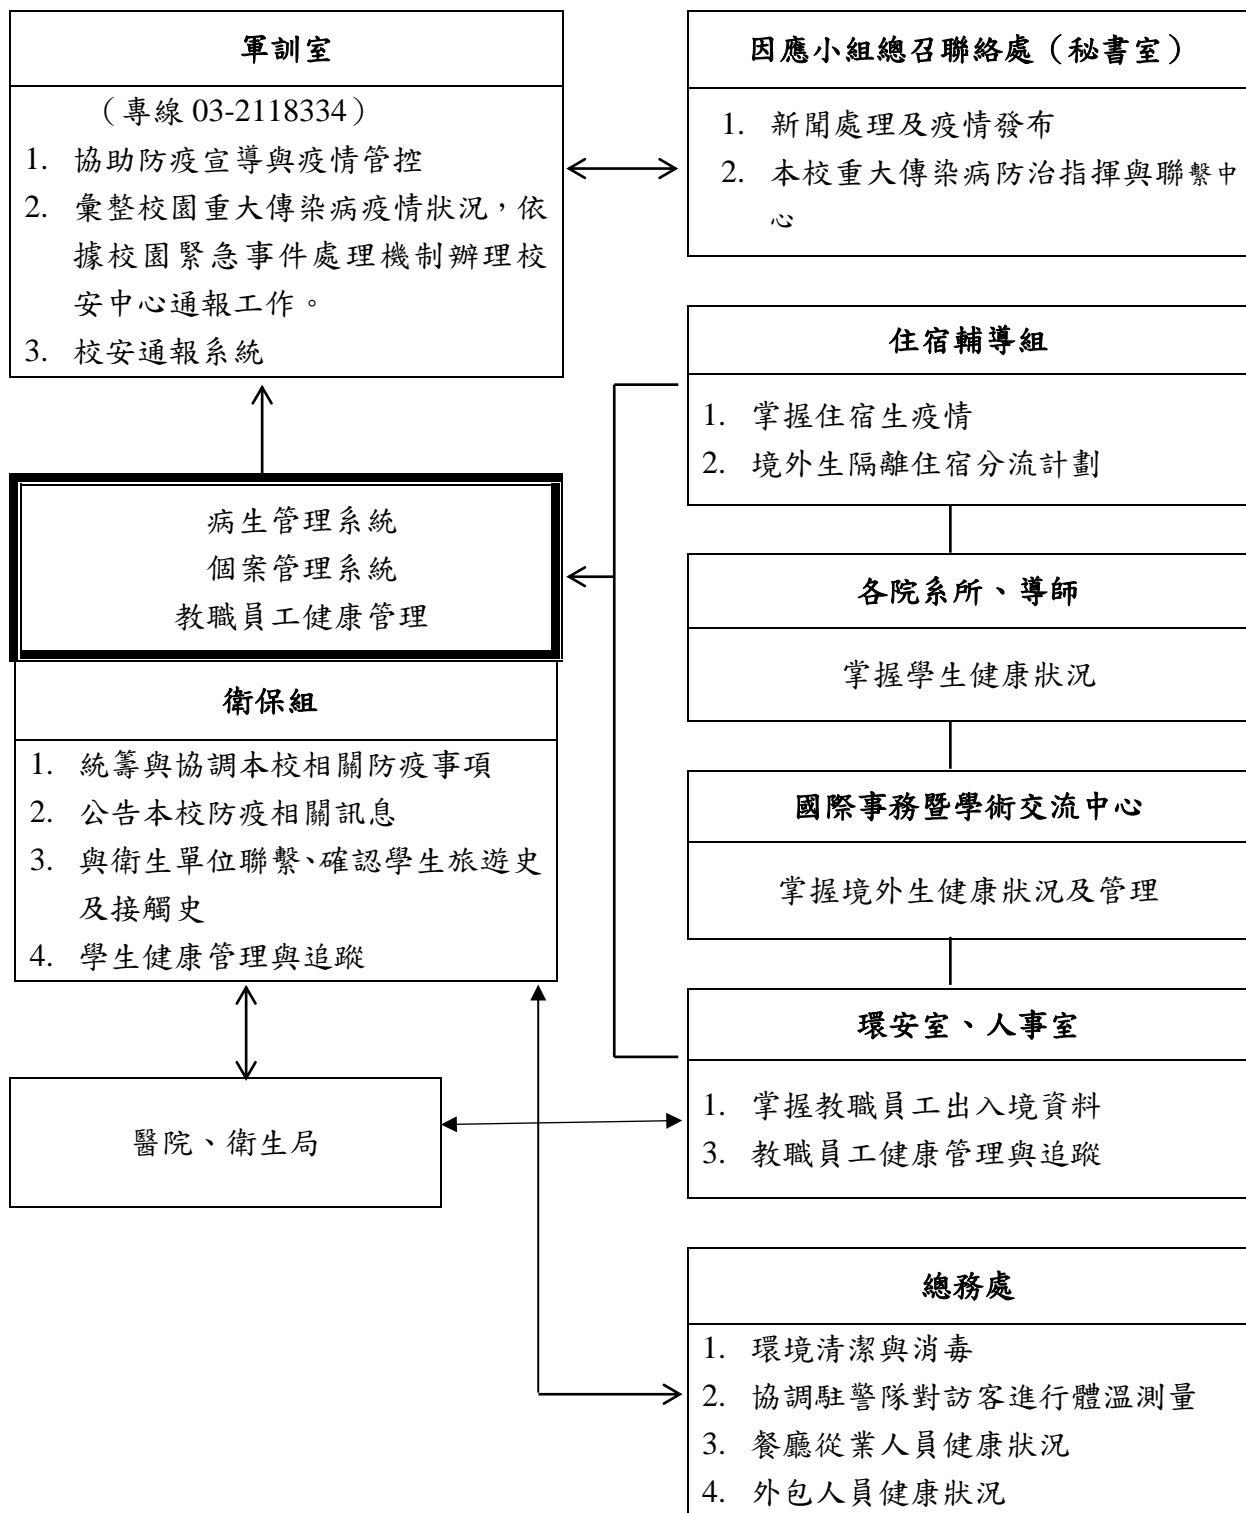 軍訓室
（專線 03-2118334）
1. 協助防疫宣導與疫情管控
2. 彙整校園重大傳染病疫情狀況，依
據校園緊急事件處理機制辦理校
安中心通報工作。
3. 校安通報系統
因應小組總召聯絡處（秘書室）
1. 新聞處理及疫情發布
2. 本校重大傳染病防治指揮與聯繫中
心
住宿輔導組
1. 掌握住宿生疫情
2. 境外生隔離住宿分流計劃
病生管理系統
個案管理系統
教職員工健康管理
各院系所、導師
掌握學生健康狀況
衛保組
1. 統籌與協調本校相關防疫事項
2. 公告本校防疫相關訊息
3. 與衛生單位聯繫、確認學生旅遊史
及接觸史
4. 學生健康管理與追蹤
國際事務暨學術交流中心
掌握境外生健康狀況及管理
環安室、人事室
1. 掌握教職員工出入境資料
3. 教職員工健康管理與追蹤
醫院、衛生局
總務處
1. 環境清潔與消毒
2. 協調駐警隊對訪客進行體溫測量
3. 餐廳從業人員健康狀況
4. 外包人員健康狀況